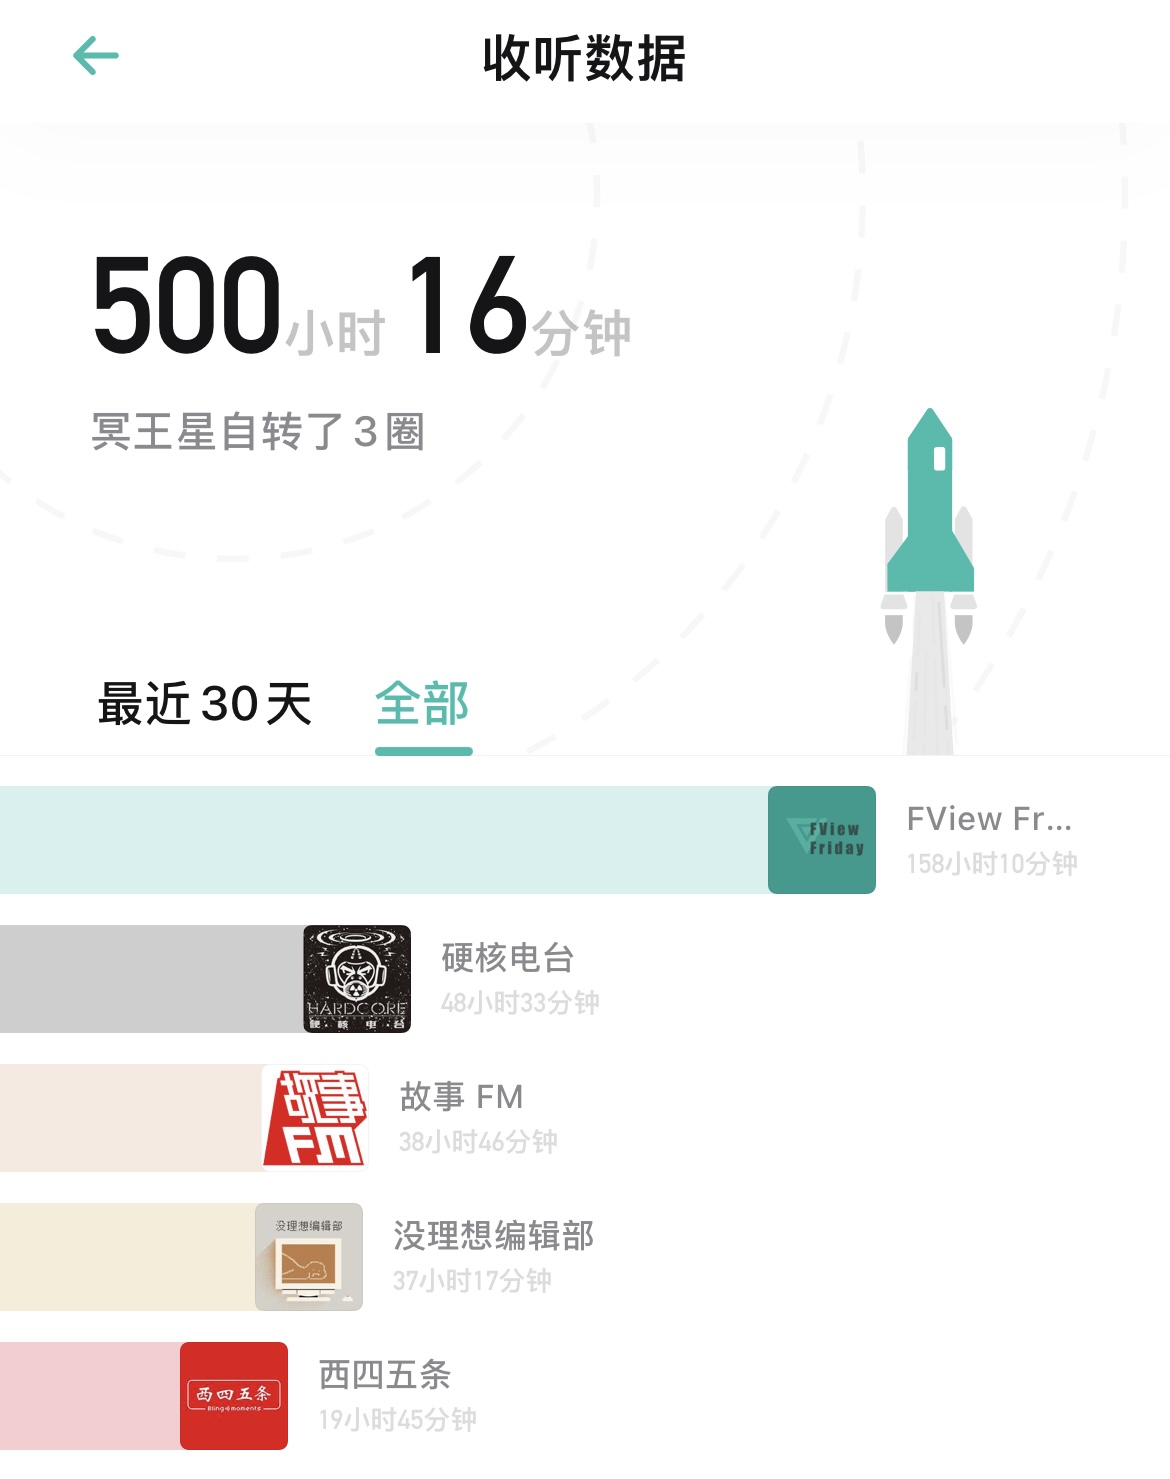 收听数据
500小时 16分钟
冥王星自转了 3 圈
最近 30 天 全部
FView
Friday
FView Fr...
158小时10分钟
HARDCORE
硬 核 电 台
硬核电台
48小时33分钟
故事
FM
故事 FM
38小时46分钟
没理想编辑部
没理想编辑部
37小时17分钟
西四五条
西四五条
19小时45分钟